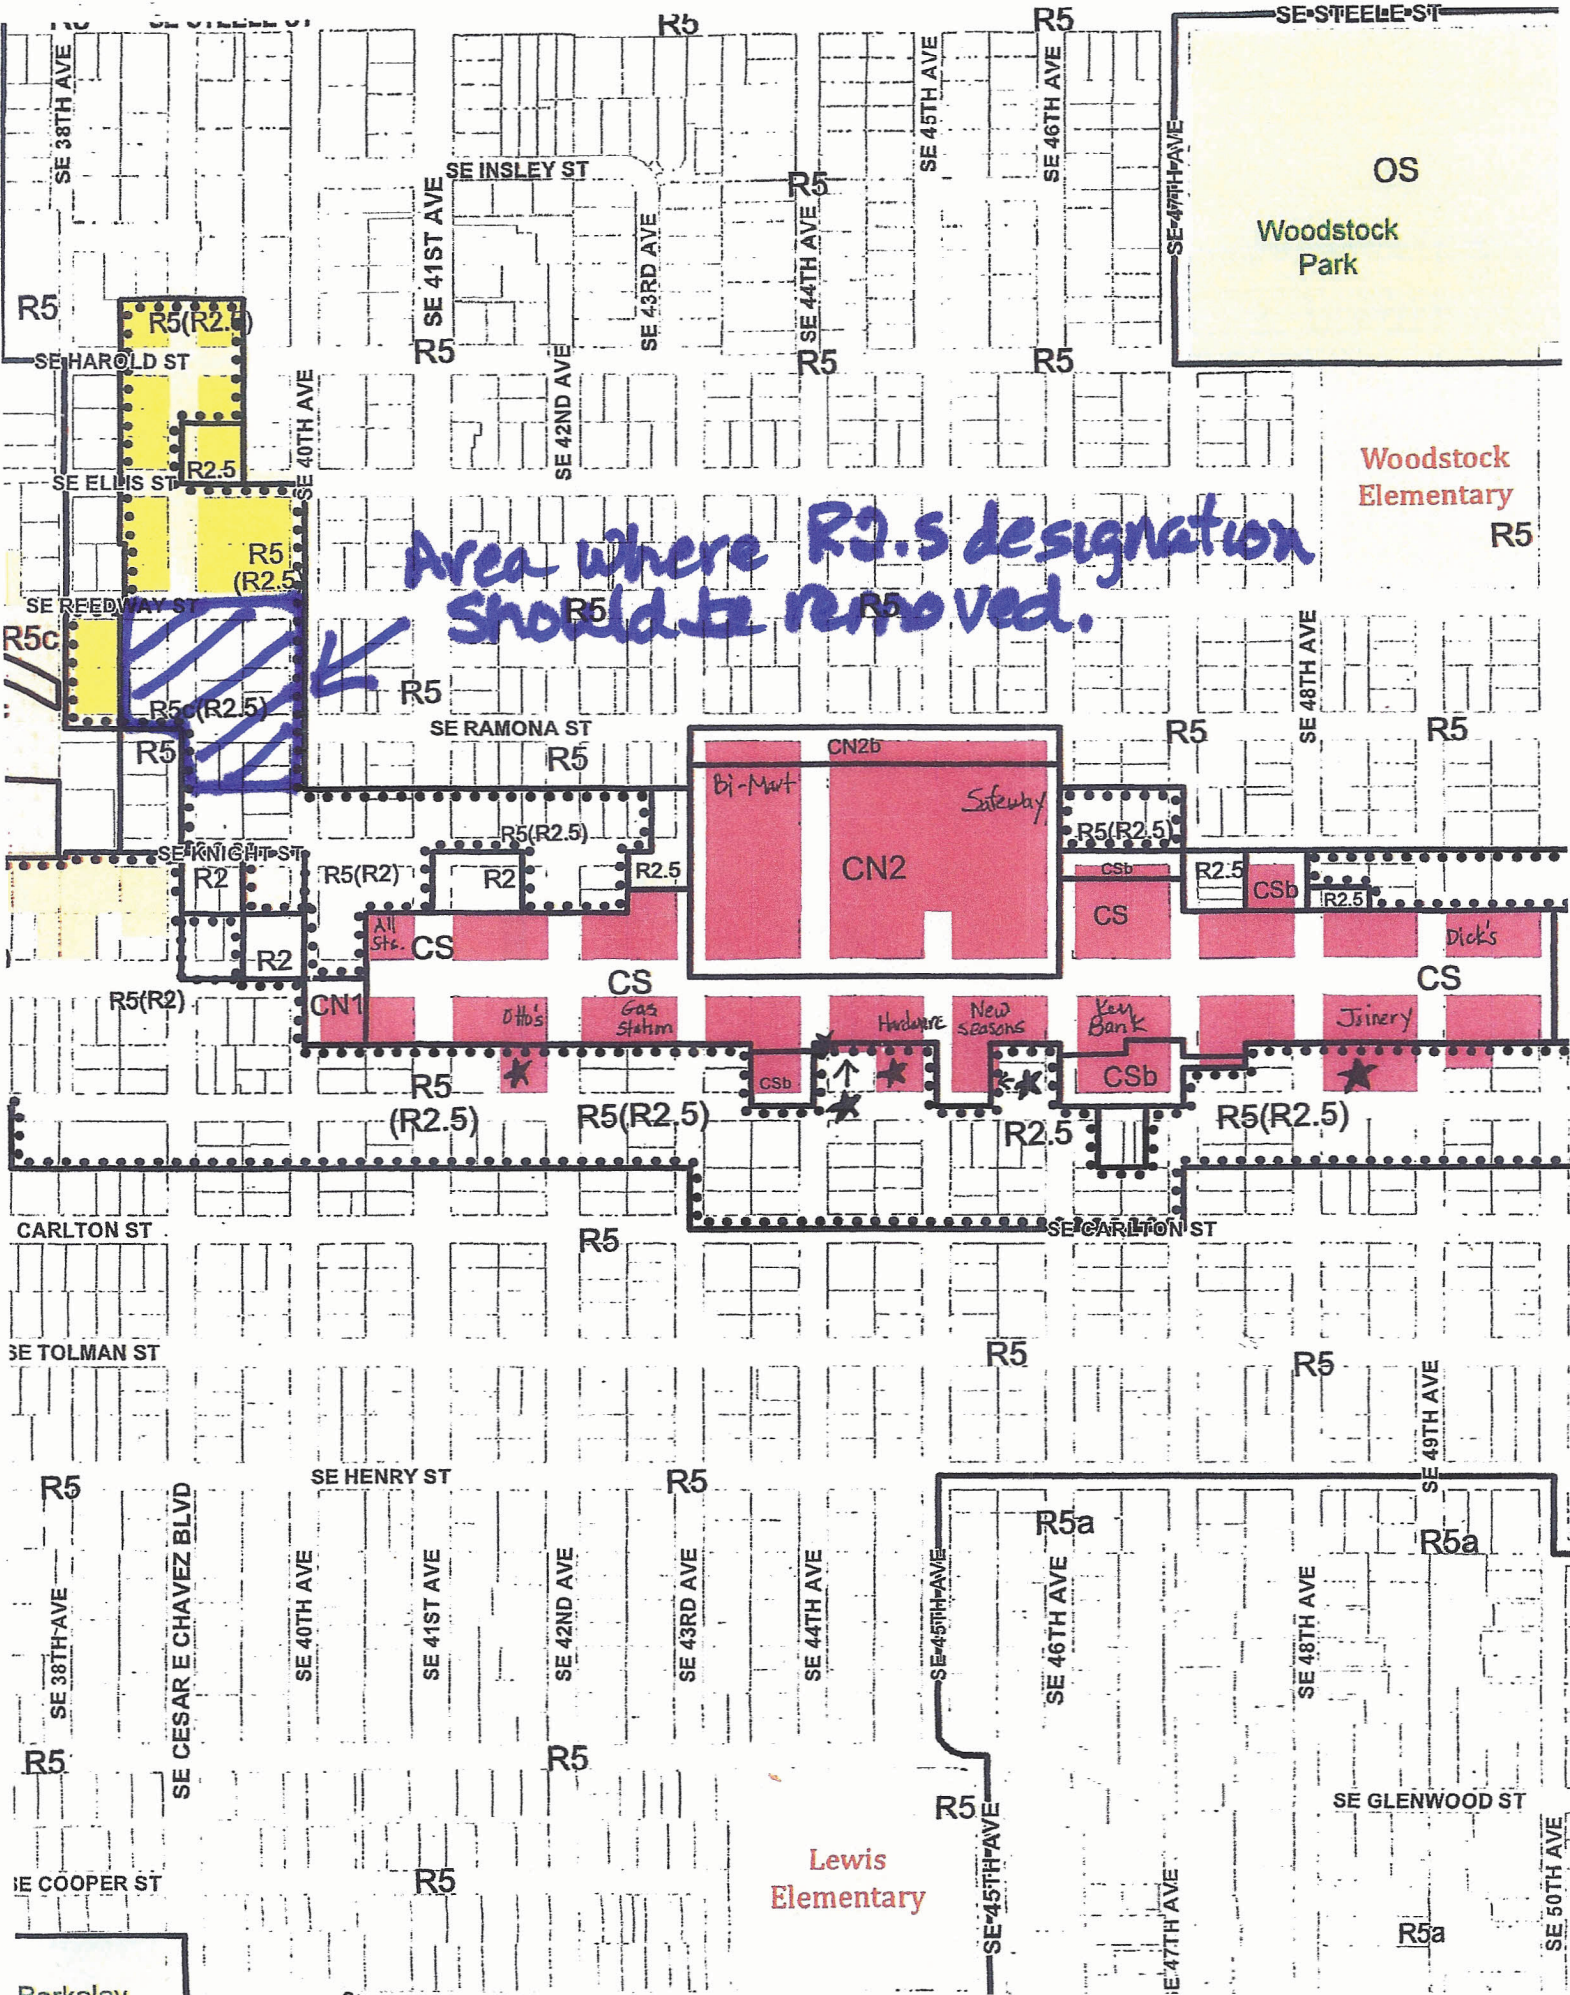 R5
SE STEELE ST
R5
R5
SE STEELE ST
SE 38TH AVE
SE 45TH AVE
SE 46TH AVE
SE 47TH AVE
SE INSLEY ST
R5
OS
SE 41ST AVE
SE 43RD AVE
SE 44TH AVE
Woodstock
Park
R5
R5(R2.5)
SE HAROLD ST
R5
R5
R5
SE 40TH AVE
SE 42ND AVE
R2.5
SE ELLIS ST
Woodstock
Elementary
R5
R5
(R2.5
Area where R2.5 designation
should be removed.
SE REEDWAY ST
R5
R5
R5c
SE 48TH AVE
R5c(R2.5)
R5
SE RAMONA ST
R5
R5
R5
R5
CN2b
Bi-Mart
Safeway
R5(R2.5)
R5(R2.5)
SE KNIGHT ST
R2
R5(R2)
R2
R2.5
CN2
CSb
R2.5
CSb
R2.5
CS
All
Sts.
CS
Dick's
R2
CS
CS
R5(R2)
CN1
Otto's
Gas
Station
Hardware
New
Seasons
Key
Bank
Joinery
R5
(R2.5)
CSb
CSb
R5(R2.5)
R2.5
R5(R2.5)
CARLTON ST
R5
SE CARLTON ST
SE TOLMAN ST
R5
R5
SE 49TH AVE
R5
SE HENRY ST
R5
R5a
R5a
SE 38TH AVE
SE CESAR E CHAVEZ BLVD
SE 40TH AVE
SE 41ST AVE
SE 42ND AVE
SE 43RD AVE
SE 44TH AVE
SE 45TH AVE
SE 46TH AVE
SE 48TH AVE
R5
R5
R5
SE GLENWOOD ST
Lewis
Elementary
SE 45TH AVE
SE 47TH AVE
SE 50TH AVE
SE COOPER ST
R5
R5a
Berkeley